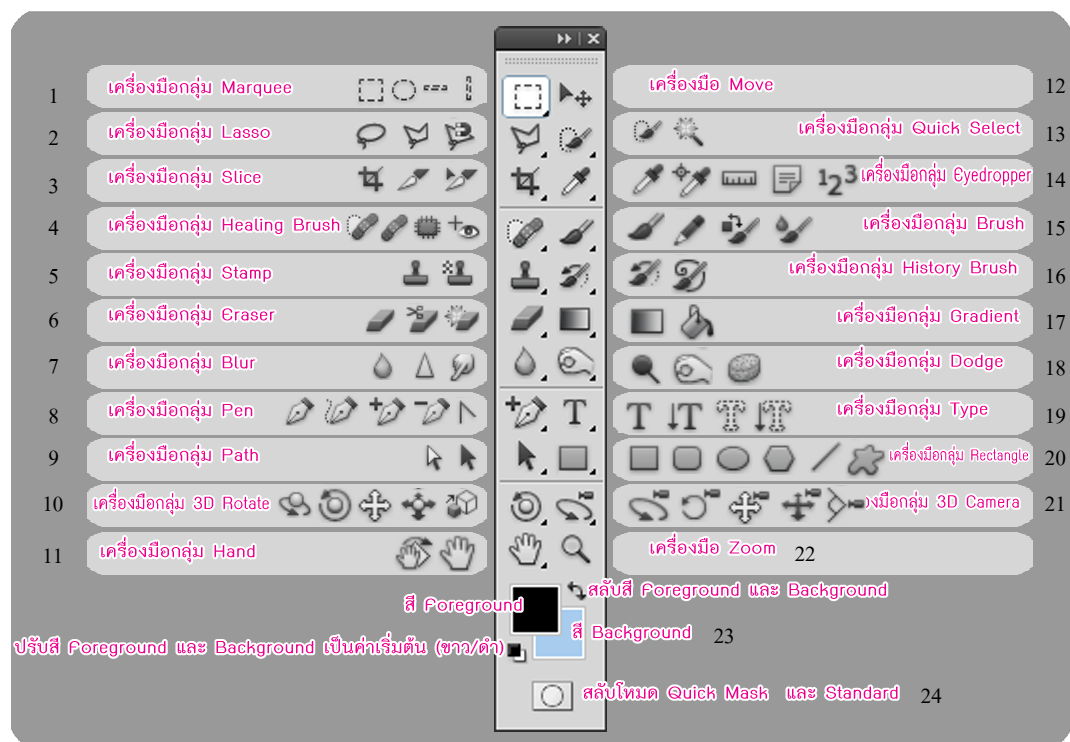 1 เครื่องมือกลุ่ม Marquee
2 เครื่องมือกลุ่ม Lasso
3 เครื่องมือกลุ่ม Slice
4 เครื่องมือกลุ่ม Healing Brush
5 เครื่องมือกลุ่ม Stamp
6 เครื่องมือกลุ่ม Eraser
7 เครื่องมือกลุ่ม Blur
8 เครื่องมือกลุ่ม Pen
9 เครื่องมือกลุ่ม Path
10 เครื่องมือกลุ่ม 3D Rotate
11 เครื่องมือกลุ่ม Hand
เครื่องมือ Move 12
เครื่องมือกลุ่ม Quick Select 13
เครื่องมือกลุ่ม Eyedropper 14
เครื่องมือกลุ่ม Brush 15
เครื่องมือกลุ่ม History Brush 16
เครื่องมือกลุ่ม Gradient 17
เครื่องมือกลุ่ม Dodge 18
เครื่องมือกลุ่ม Type 19
เครื่องมือกลุ่ม Rectangle 20
องมือกลุ่ม 3D Camera 21
เครื่องมือ Zoom 22
สลับสี Foreground และ Background
สี Foreground
สี Background 23
ปรับสี Foreground และ Background เป็นค่าเริ่มต้น (ขาว/ดำ)
สลับโหมด Quick Mask และ Standard 24